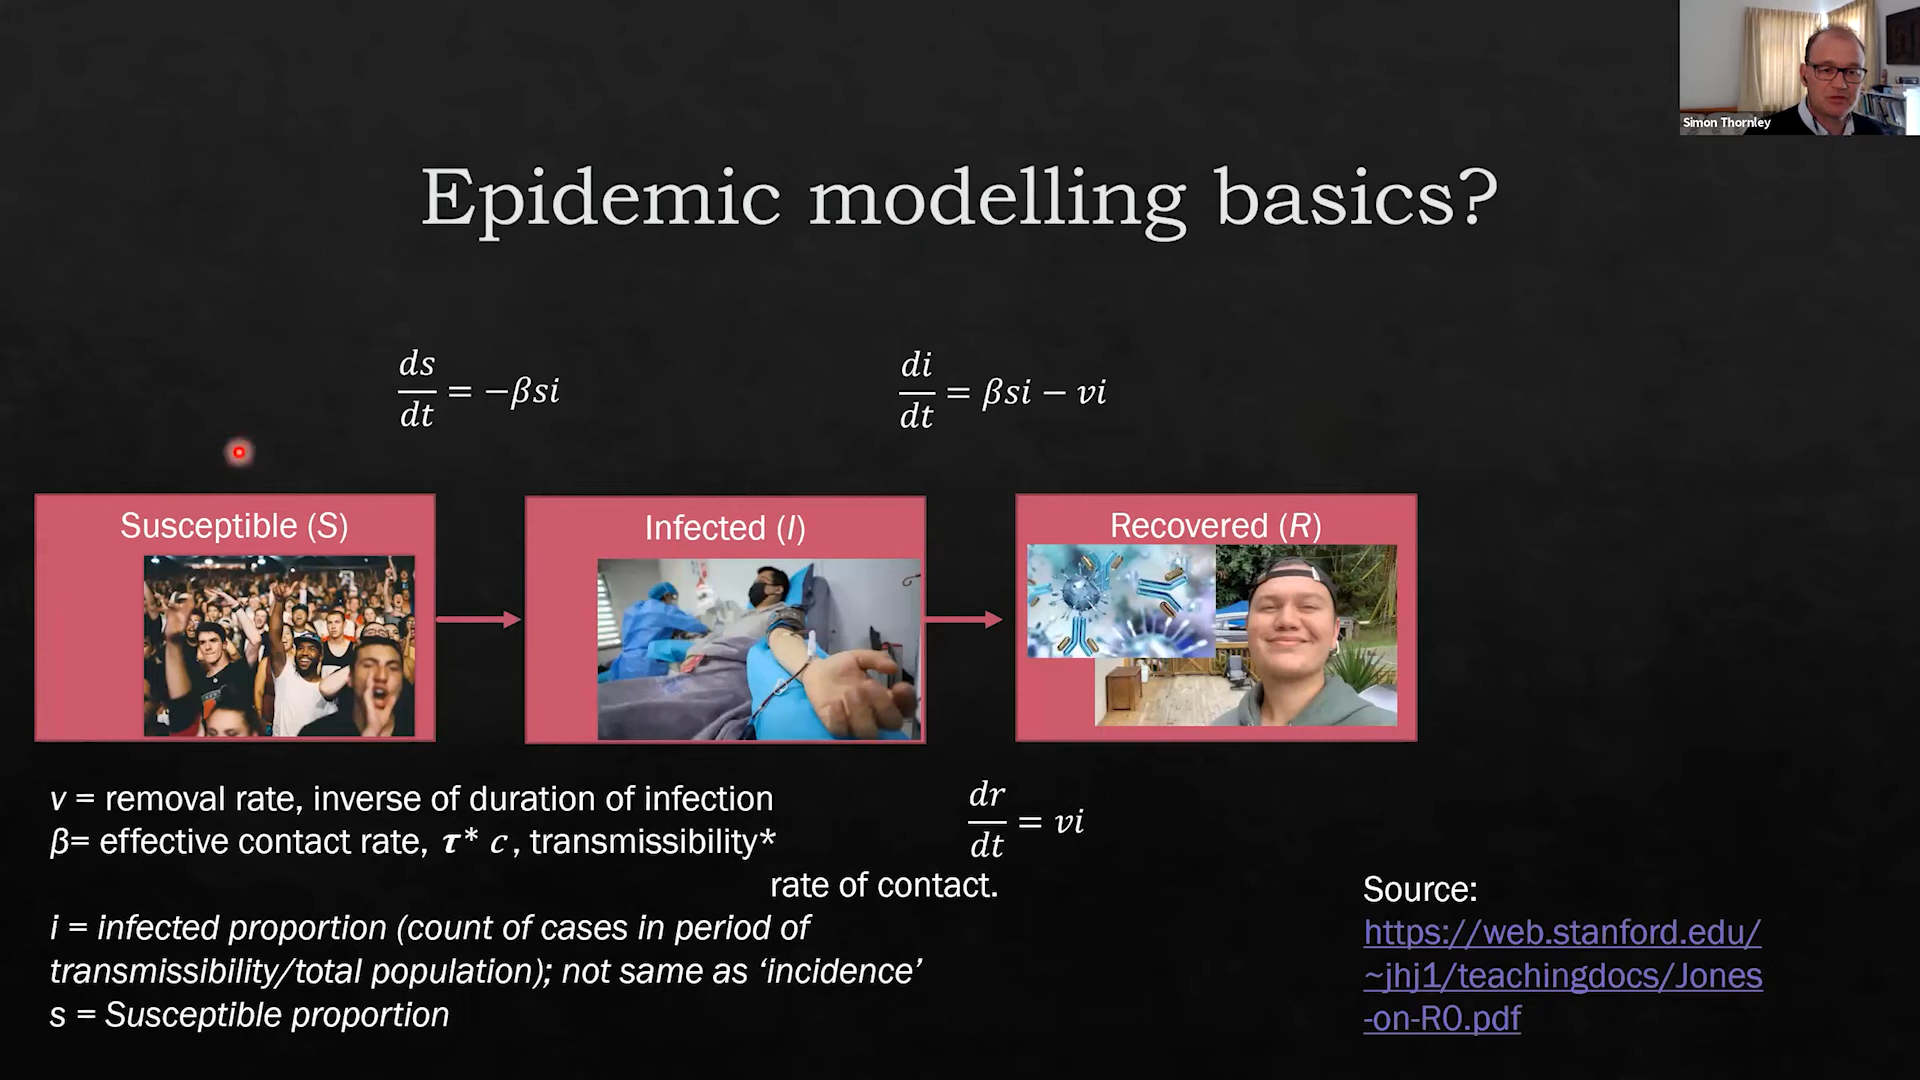 Simon Thornley
Epidemic modelling basics?
ds/dt = −βsi
di/dt = βsi − vi
Susceptible (S)
Infected (I)
Recovered (R)
v = removal rate, inverse of duration of infection
β= effective contact rate, τ* c, transmissibility*
rate of contact.
i = infected proportion (count of cases in period of
transmissibility/total population); not same as ‘incidence’
s = Susceptible proportion
dr/dt = vi
Source:
https://web.stanford.edu/
~jhj1/teachingdocs/Jones
-on-R0.pdf